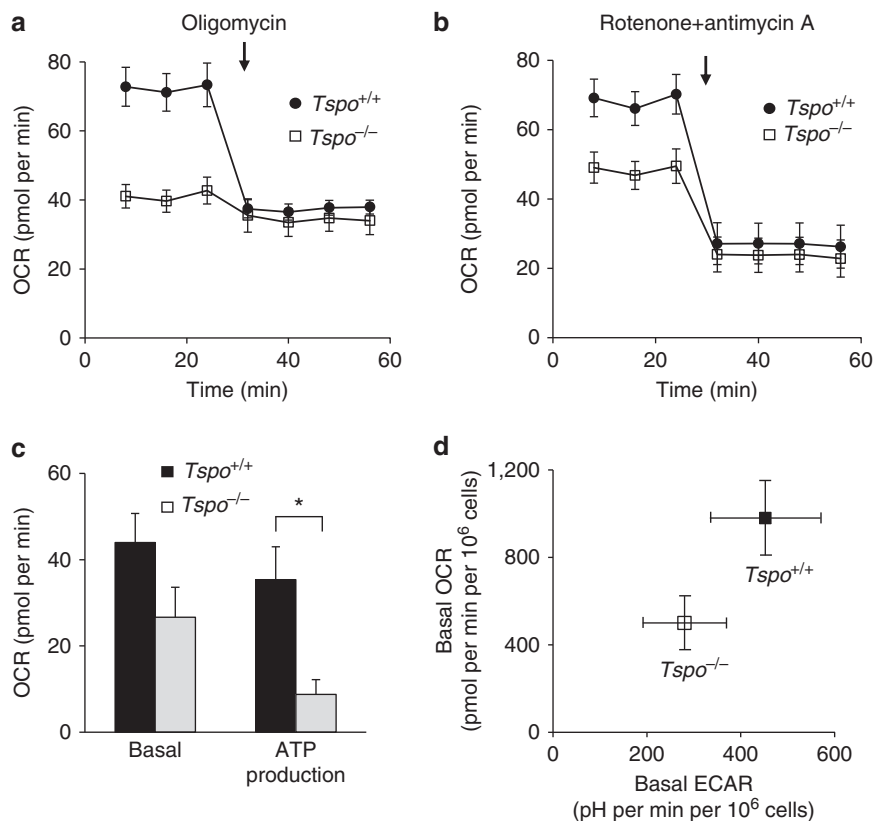 a
Oligomycin
80
60
40
20
0
OCR (pmol per min)
Tspo+/+
Tspo–/–
0 20 40 60
Time (min)
b
Rotenone+antimycin A
80
60
40
20
0
OCR (pmol per min)
Tspo+/+
Tspo–/–
0 20 40 60
Time (min)
c
60
40
20
0
OCR (pmol per min)
Tspo+/+
Tspo–/–
*
Basal
ATP
production
d
1,200
800
400
0
Basal OCR
(pmol per min per 10⁶ cells)
Tspo+/+
Tspo–/–
0 200 400 600
Basal ECAR
(pH per min per 10⁶ cells)